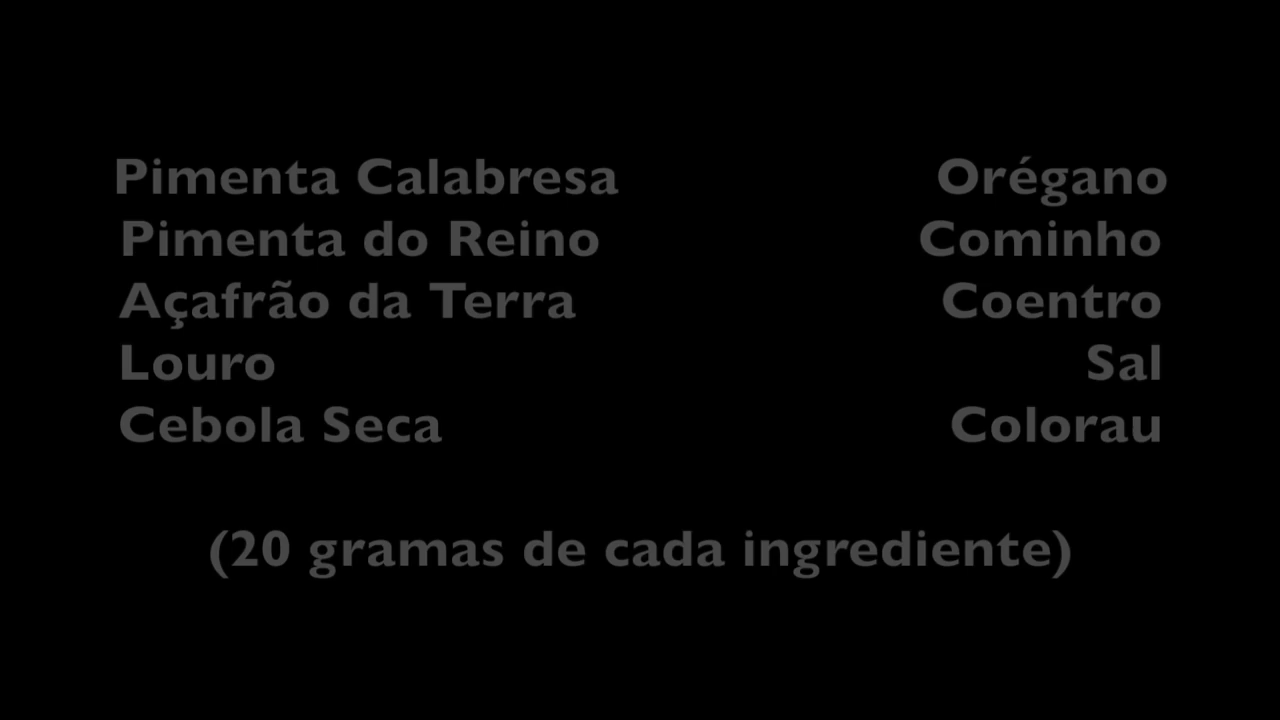 Pimenta Calabresa Orégano
Pimenta do Reino Cominho
Açafrão da Terra Coentro
Louro Sal
Cebola Seca Colorau
(20 gramas de cada ingrediente)